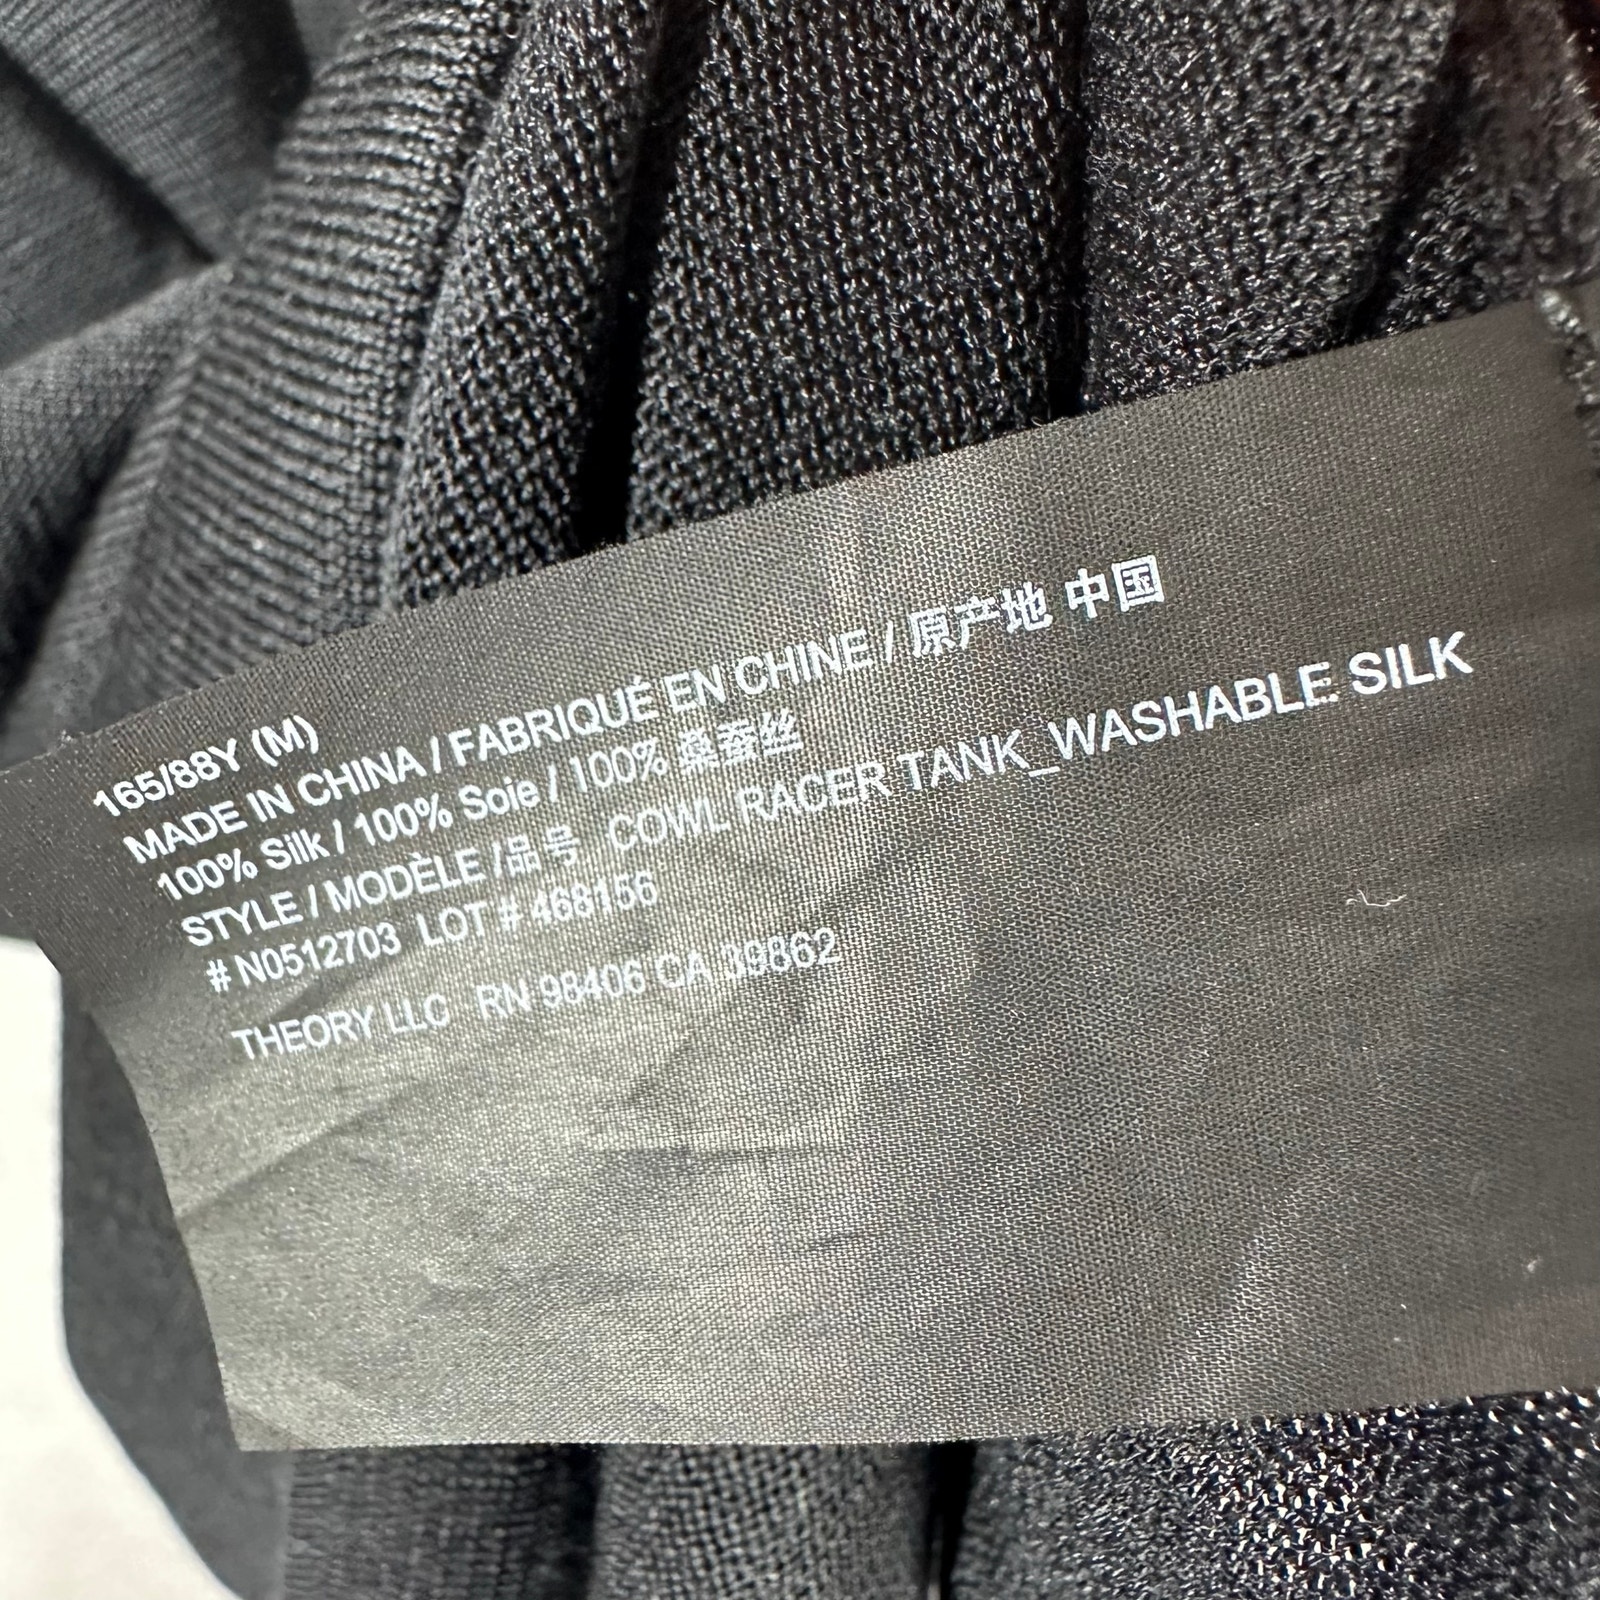 165/88Y (M)
MADE IN CHINA / FABRIQUÉ EN CHINE / 原产地 中国
100% Silk / 100% Soie / 100% 桑蚕丝
STYLE / MODÈLE /品号 COWL RACER TANK_WASHABLE SILK
# N0512703 LOT # 468156
THEORY LLC RN 98406 CA 39862